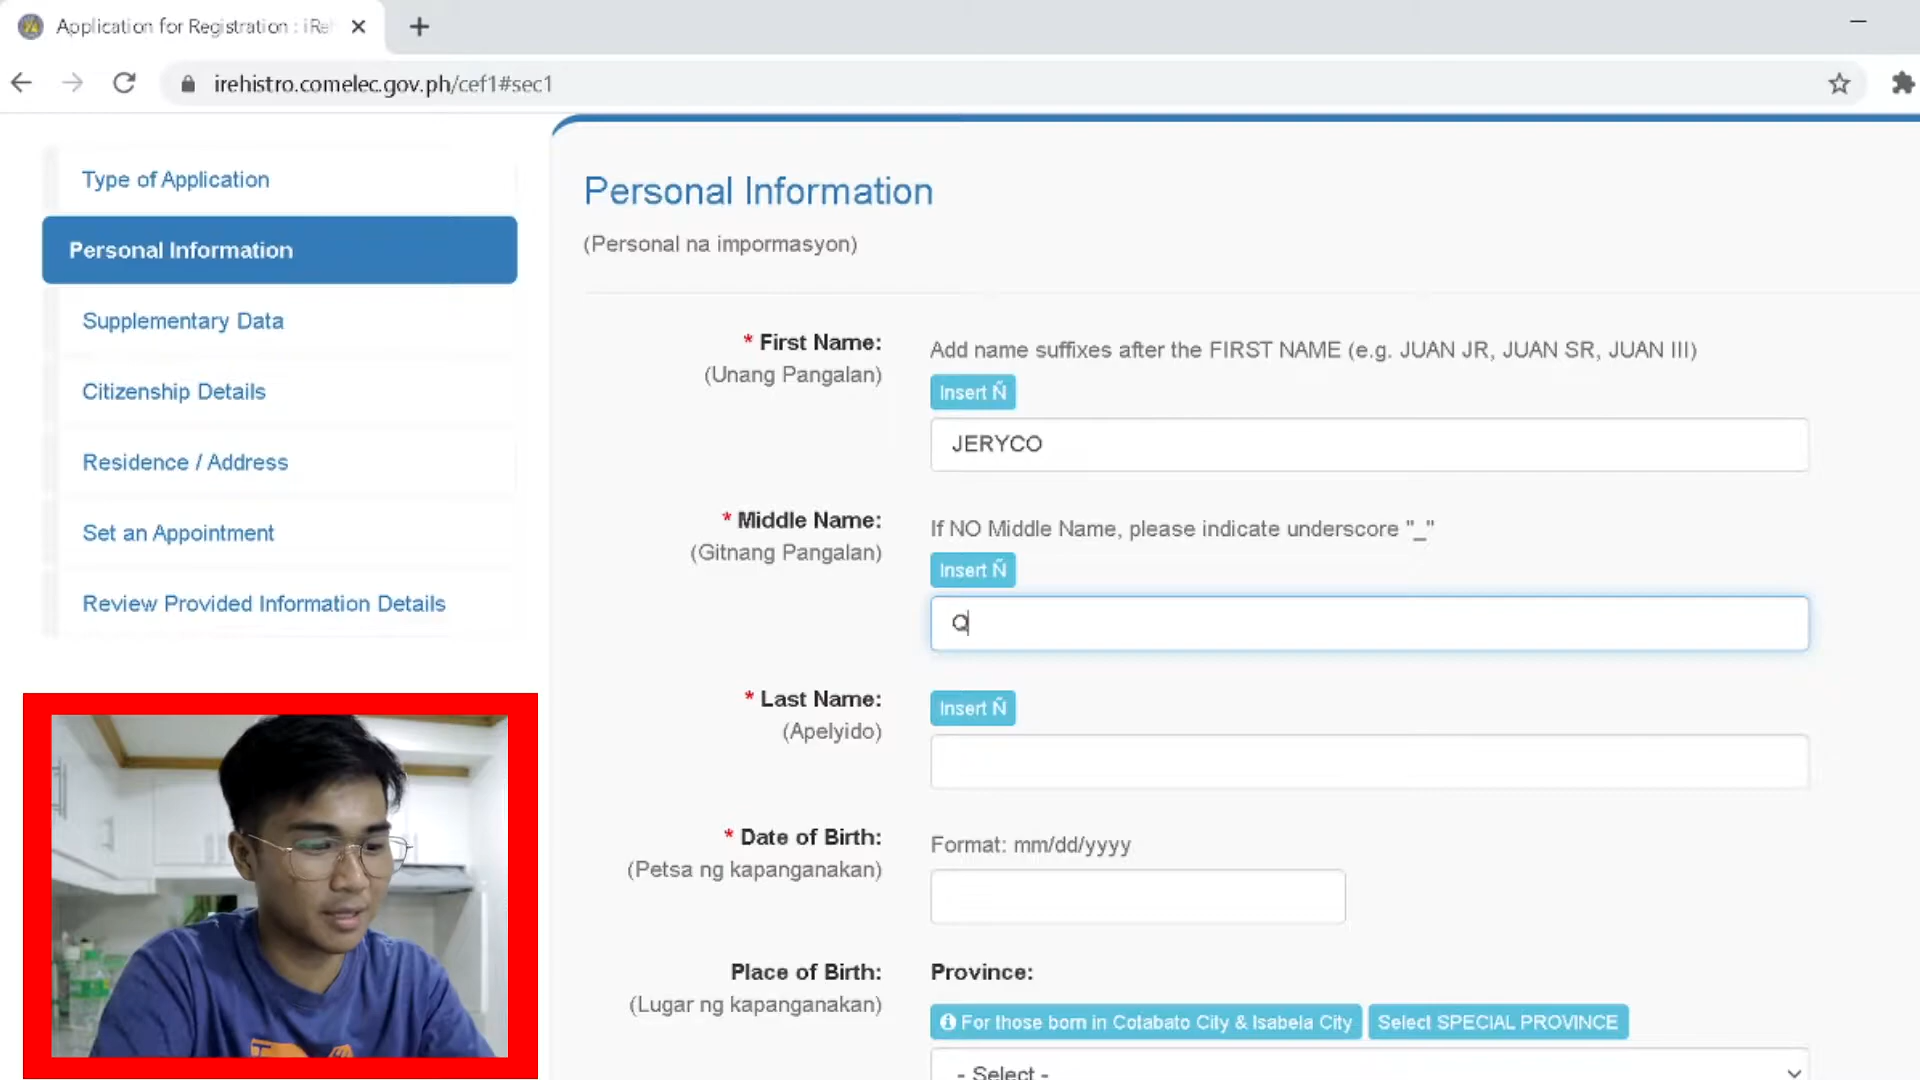 Application for Registration : iRe
irehistro.comelec.gov.ph/cef1#sec1
Type of Application
Personal Information
Supplementary Data
Citizenship Details
Residence / Address
Set an Appointment
Review Provided Information Details
Personal Information
(Personal na impormasyon)
* First Name:
(Unang Pangalan)
Add name suffixes after the FIRST NAME (e.g. JUAN JR, JUAN SR, JUAN III)
Insert Ñ
JERYCO
* Middle Name:
(Gitnang Pangalan)
If NO Middle Name, please indicate underscore "_"
Insert Ñ
Q
* Last Name:
(Apelyido)
Insert Ñ
* Date of Birth:
(Petsa ng kapanganakan)
Format: mm/dd/yyyy
Place of Birth:
(Lugar ng kapanganakan)
Province:
For those born in Cotabato City & Isabela City
Select SPECIAL PROVINCE
- Select -